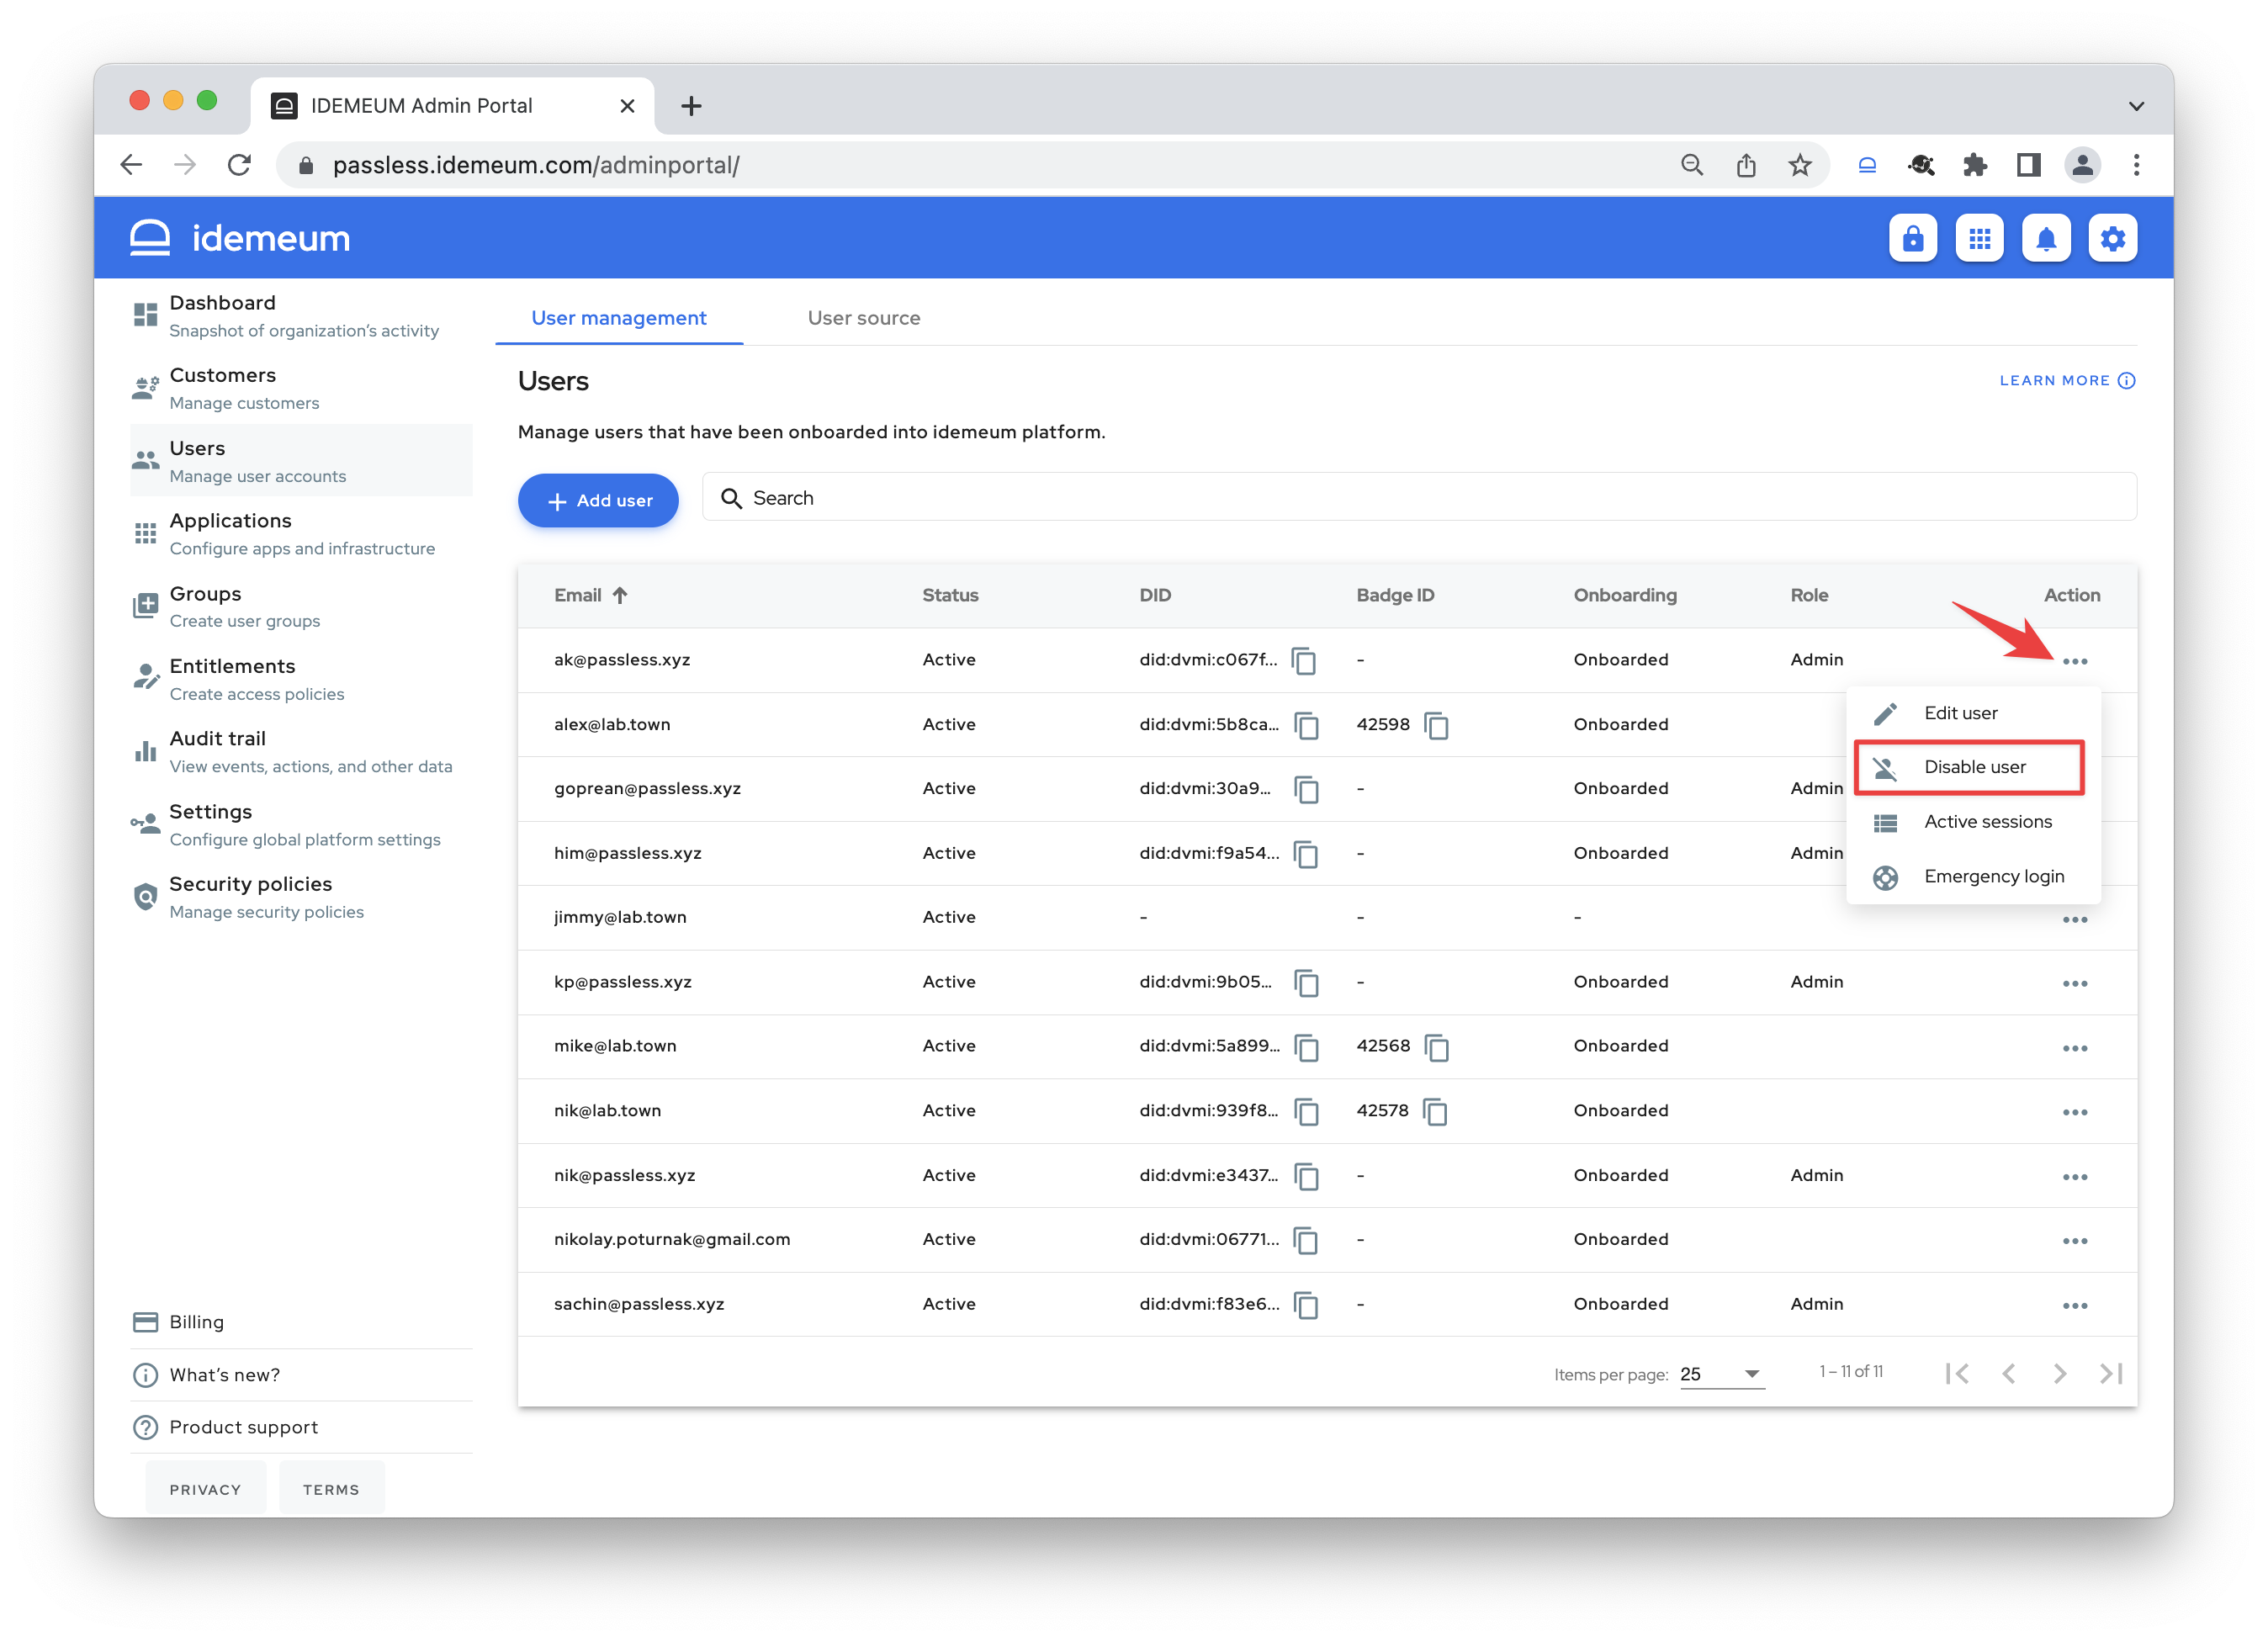 IDEMEUM Admin Portal
passless.idemeum.com/adminportal/
idemeum
Dashboard
Snapshot of organization's activity
Customers
Manage customers
Users
Manage user accounts
Applications
Configure apps and infrastructure
Groups
Create user groups
Entitlements
Create access policies
Audit trail
View events, actions, and other data
Settings
Configure global platform settings
Security policies
Manage security policies
Billing
What's new?
Product support
PRIVACY TERMS
User management User source
Users
LEARN MORE
Manage users that have been onboarded into idemeum platform.
Add user
Search
Email Status DID Badge ID Onboarding Role Action
ak@passless.xyz Active did:dvmi:c067f... - Onboarded Admin
alex@lab.town Active did:dvmi:5b8ca... 42598 Onboarded
goprean@passless.xyz Active did:dvmi:30a9... - Onboarded Admin
him@passless.xyz Active did:dvmi:f9a54... - Onboarded Admin
jimmy@lab.town Active - - -
kp@passless.xyz Active did:dvmi:9b05... - Onboarded Admin
mike@lab.town Active did:dvmi:5a899... 42568 Onboarded
nik@lab.town Active did:dvmi:939f8... 42578 Onboarded
nik@passless.xyz Active did:dvmi:e3437... - Onboarded Admin
nikolay.poturnak@gmail.com Active did:dvmi:06771... - Onboarded
sachin@passless.xyz Active did:dvmi:f83e6... - Onboarded Admin
Edit user
Disable user
Active sessions
Emergency login
Items per page: 25 1 – 11 of 11